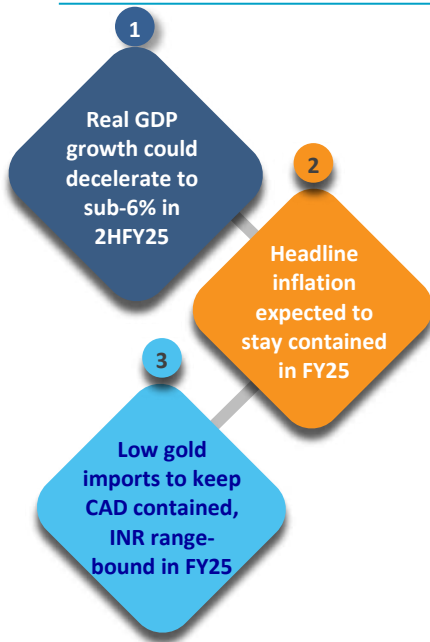 1
Real GDP
growth could
decelerate to
sub-6% in
2HFY25
2
Headline
inflation
expected to
stay contained
in FY25
3
Low gold
imports to keep
CAD contained,
INR range-
bound in FY25